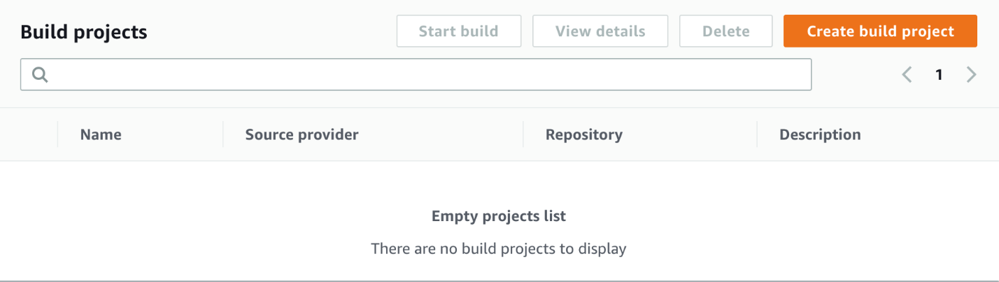 Build projects Start build View details Delete Create build project
1
Name Source provider Repository Description
Empty projects list
There are no build projects to display